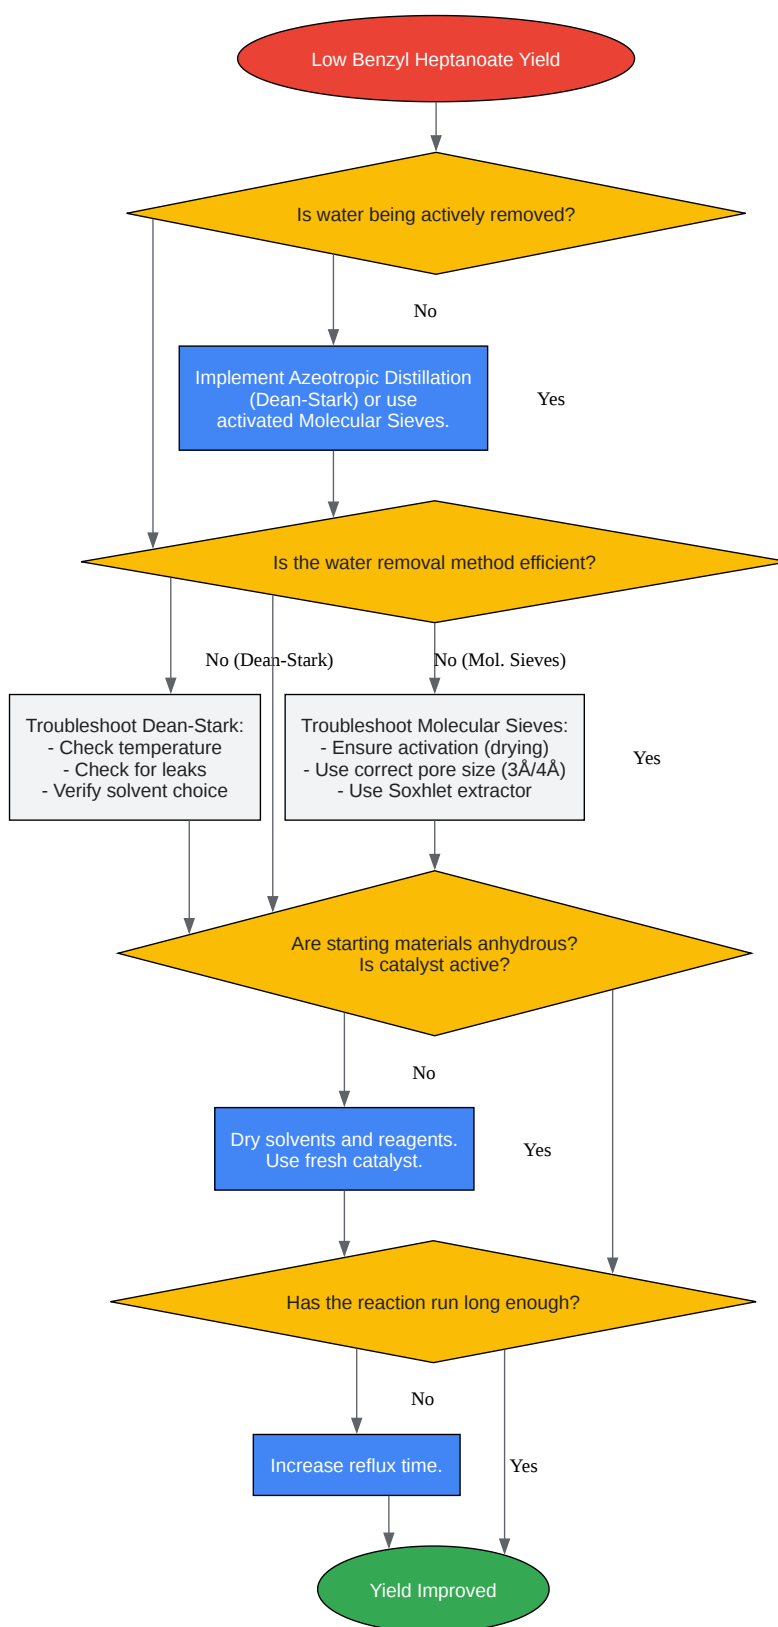 Low Benzyl Heptanoate Yield
Is water being actively removed?
No
Implement Azeotropic Distillation
(Dean-Stark) or use
activated Molecular Sieves.
Yes
Is the water removal method efficient?
No (Dean-Stark)
No (Mol. Sieves)
Troubleshoot Dean-Stark:
- Check temperature
- Check for leaks
- Verify solvent choice
Troubleshoot Molecular Sieves:
- Ensure activation (drying)
- Use correct pore size (3Å/4Å)
- Use Soxhlet extractor
Yes
Are starting materials anhydrous?
Is catalyst active?
No
Dry solvents and reagents.
Use fresh catalyst.
Yes
Has the reaction run long enough?
No
Increase reflux time.
Yes
Yield Improved